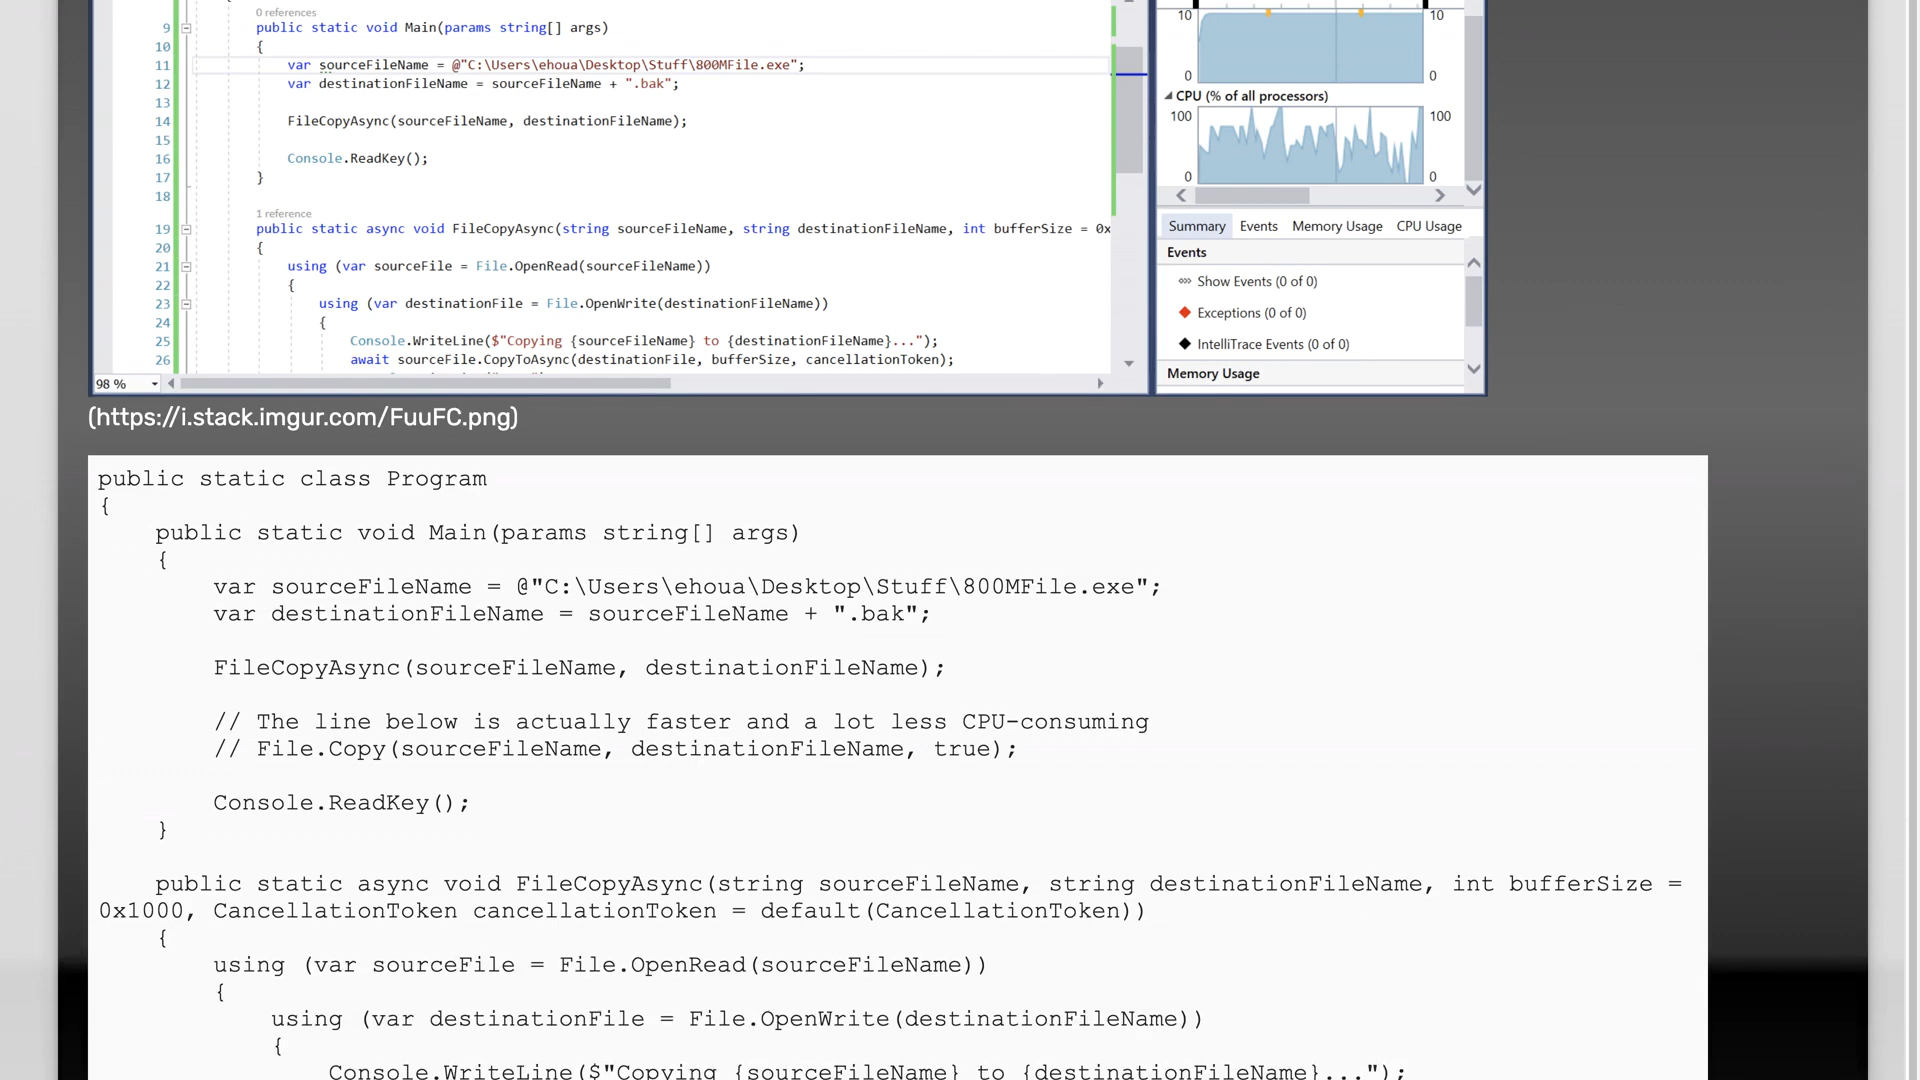 0 references
9 public static void Main(params string[] args)
10 {
11 var sourceFileName = @"C:\Users\ehoua\Desktop\Stuff\800MFile.exe";
12 var destinationFileName = sourceFileName + ".bak";
13
14 FileCopyAsync(sourceFileName, destinationFileName);
15
16 Console.ReadKey();
17 }
18
1 reference
19 public static async void FileCopyAsync(string sourceFileName, string destinationFileName, int bufferSize = 0x
20 {
21 using (var sourceFile = File.OpenRead(sourceFileName))
22 {
23 using (var destinationFile = File.OpenWrite(destinationFileName))
24 {
25 Console.WriteLine($"Copying {sourceFileName} to {destinationFileName}...");
26 await sourceFile.CopyToAsync(destinationFile, bufferSize, cancellationToken);
98 %
10 10
0 0
CPU (% of all processors)
100 100
0 0
Summary Events Memory Usage CPU Usage
Events
Show Events (0 of 0)
Exceptions (0 of 0)
IntelliTrace Events (0 of 0)
Memory Usage
(https://i.stack.imgur.com/FuuFC.png)
public static class Program
{
public static void Main(params string[] args)
{
var sourceFileName = @"C:\Users\ehoua\Desktop\Stuff\800MFile.exe";
var destinationFileName = sourceFileName + ".bak";
FileCopyAsync(sourceFileName, destinationFileName);
// The line below is actually faster and a lot less CPU-consuming
// File.Copy(sourceFileName, destinationFileName, true);
Console.ReadKey();
}
public static async void FileCopyAsync(string sourceFileName, string destinationFileName, int bufferSize =
0x1000, CancellationToken cancellationToken = default(CancellationToken))
{
using (var sourceFile = File.OpenRead(sourceFileName))
{
using (var destinationFile = File.OpenWrite(destinationFileName))
{
Console.WriteLine($"Copying {sourceFileName} to {destinationFileName}...");